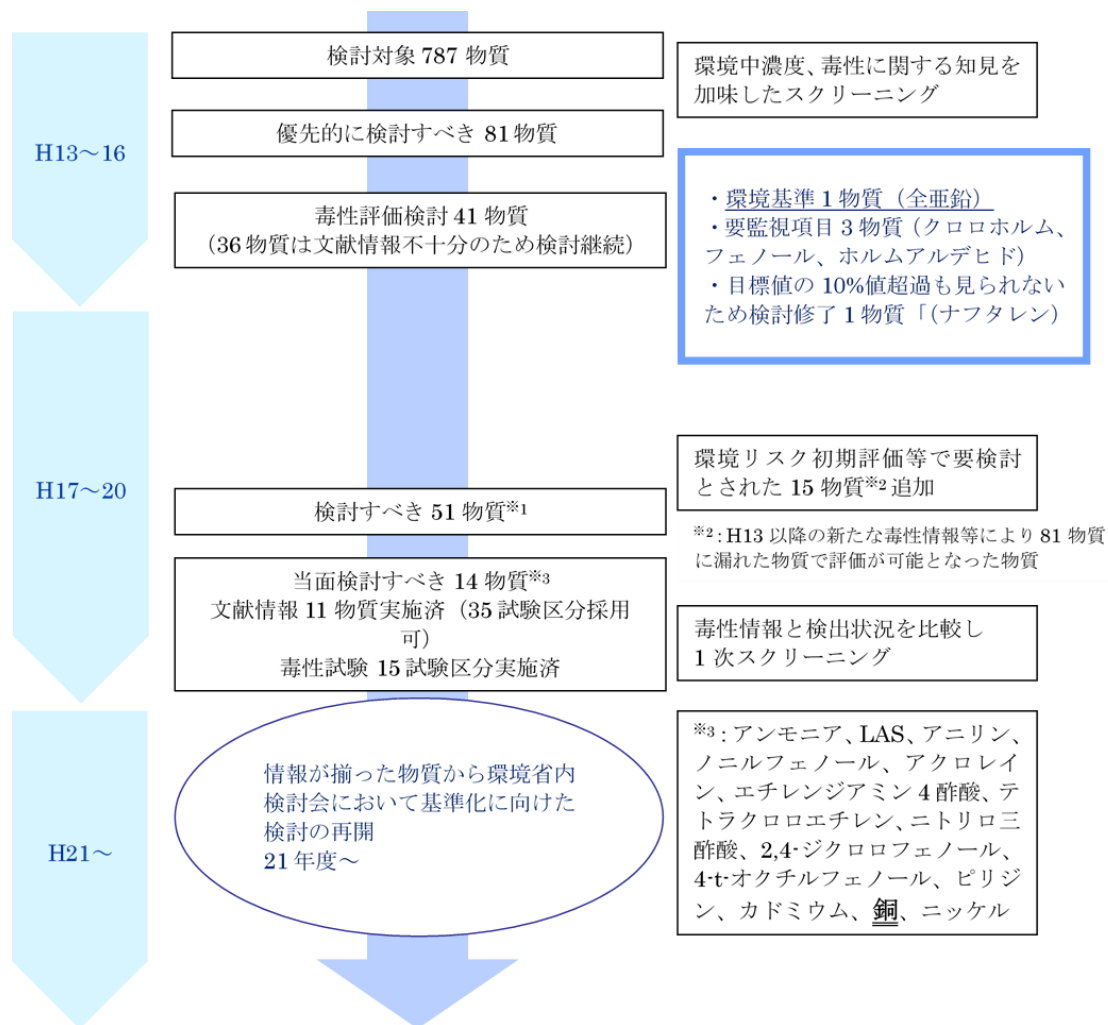 H13～16
検討対象 787 物質
環境中濃度、毒性に関する知見を
加味したスクリーニング
優先的に検討すべき 81 物質
毒性評価検討 41 物質
（36 物質は文献情報不十分のため検討継続）
・環境基準 1 物質（全亜鉛）
・要監視項目 3 物質（クロロホルム、
フェノール、ホルムアルデヒド）
・目標値の 10%値超過も見られない
ため検討修了 1 物質「（ナフタレン）
H17～20
環境リスク初期評価等で要検討
とされた 15 物質※2 追加
検討すべき 51 物質※1
※2：H13 以降の新たな毒性情報等により 81 物質
に漏れた物質で評価が可能となった物質
当面検討すべき 14 物質※3
文献情報 11 物質実施済（35 試験区分採用
可）
毒性試験 15 試験区分実施済
毒性情報と検出状況を比較し
1 次スクリーニング
H21～
情報が揃った物質から環境省内
検討会において基準化に向けた
検討の再開
21 年度～
※3：アンモニア、LAS、アニリン、
ノニルフェノール、アクロレイ
ン、エチレンジアミン 4 酢酸、テ
トラクロロエチレン、ニトリロ三
酢酸、2,4-ジクロロフェノール、
4-t-オクチルフェノール、ピリジ
ン、カドミウム、銅、ニッケル